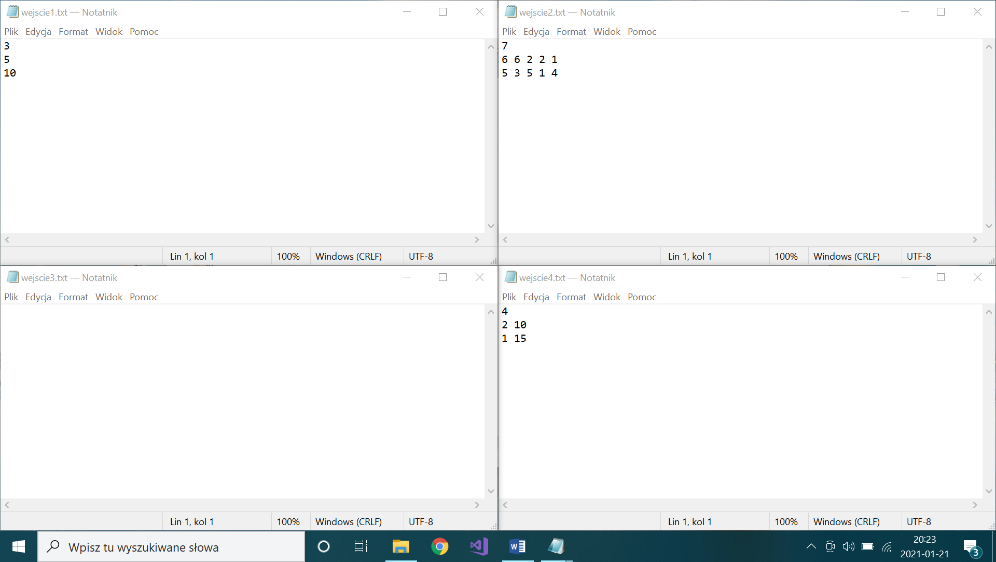 wejscie1.txt — Notatnik
Plik Edycja Format Widok Pomoc
3
5
10
Lin 1, kol 1 100% Windows (CRLF) UTF-8
wejscie2.txt — Notatnik
Plik Edycja Format Widok Pomoc
7
6 6 2 2 1
5 3 5 1 4
Lin 1, kol 1 100% Windows (CRLF) UTF-8
wejscie3.txt — Notatnik
Plik Edycja Format Widok Pomoc
Lin 1, kol 1 100% Windows (CRLF) UTF-8
wejscie4.txt — Notatnik
Plik Edycja Format Widok Pomoc
4
2 10
1 15
Lin 1, kol 1 100% Windows (CRLF) UTF-8
Wpisz tu wyszukiwane słowa
20:23
2021-01-21
3